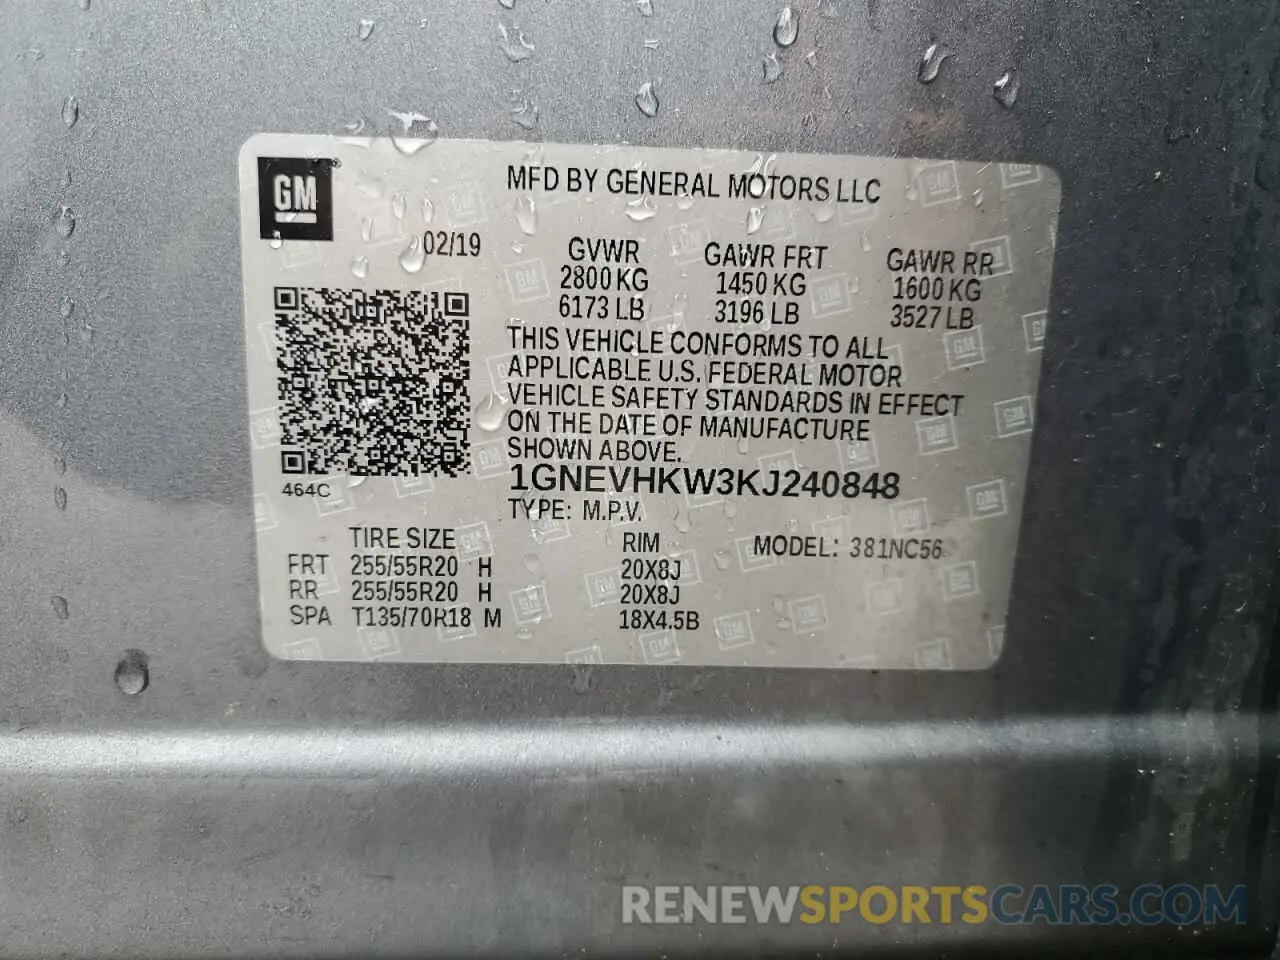 GM
MFD BY GENERAL MOTORS LLC
02/19
GVWR GAWR FRT GAWR RR
2800 KG 1450 KG 1600 KG
6173 LB 3196 LB 3527 LB
THIS VEHICLE CONFORMS TO ALL
APPLICABLE U.S. FEDERAL MOTOR
VEHICLE SAFETY STANDARDS IN EFFECT
ON THE DATE OF MANUFACTURE
SHOWN ABOVE.
464C
1GNEVHKW3KJ240848
TYPE: M.P.V.
TIRE SIZE RIM MODEL: 381NC56
FRT 255/55R20 H 20X8J
RR 255/55R20 H 20X8J
SPA T135/70R18 M 18X4.5B
RENEWSPORTSCARS.COM